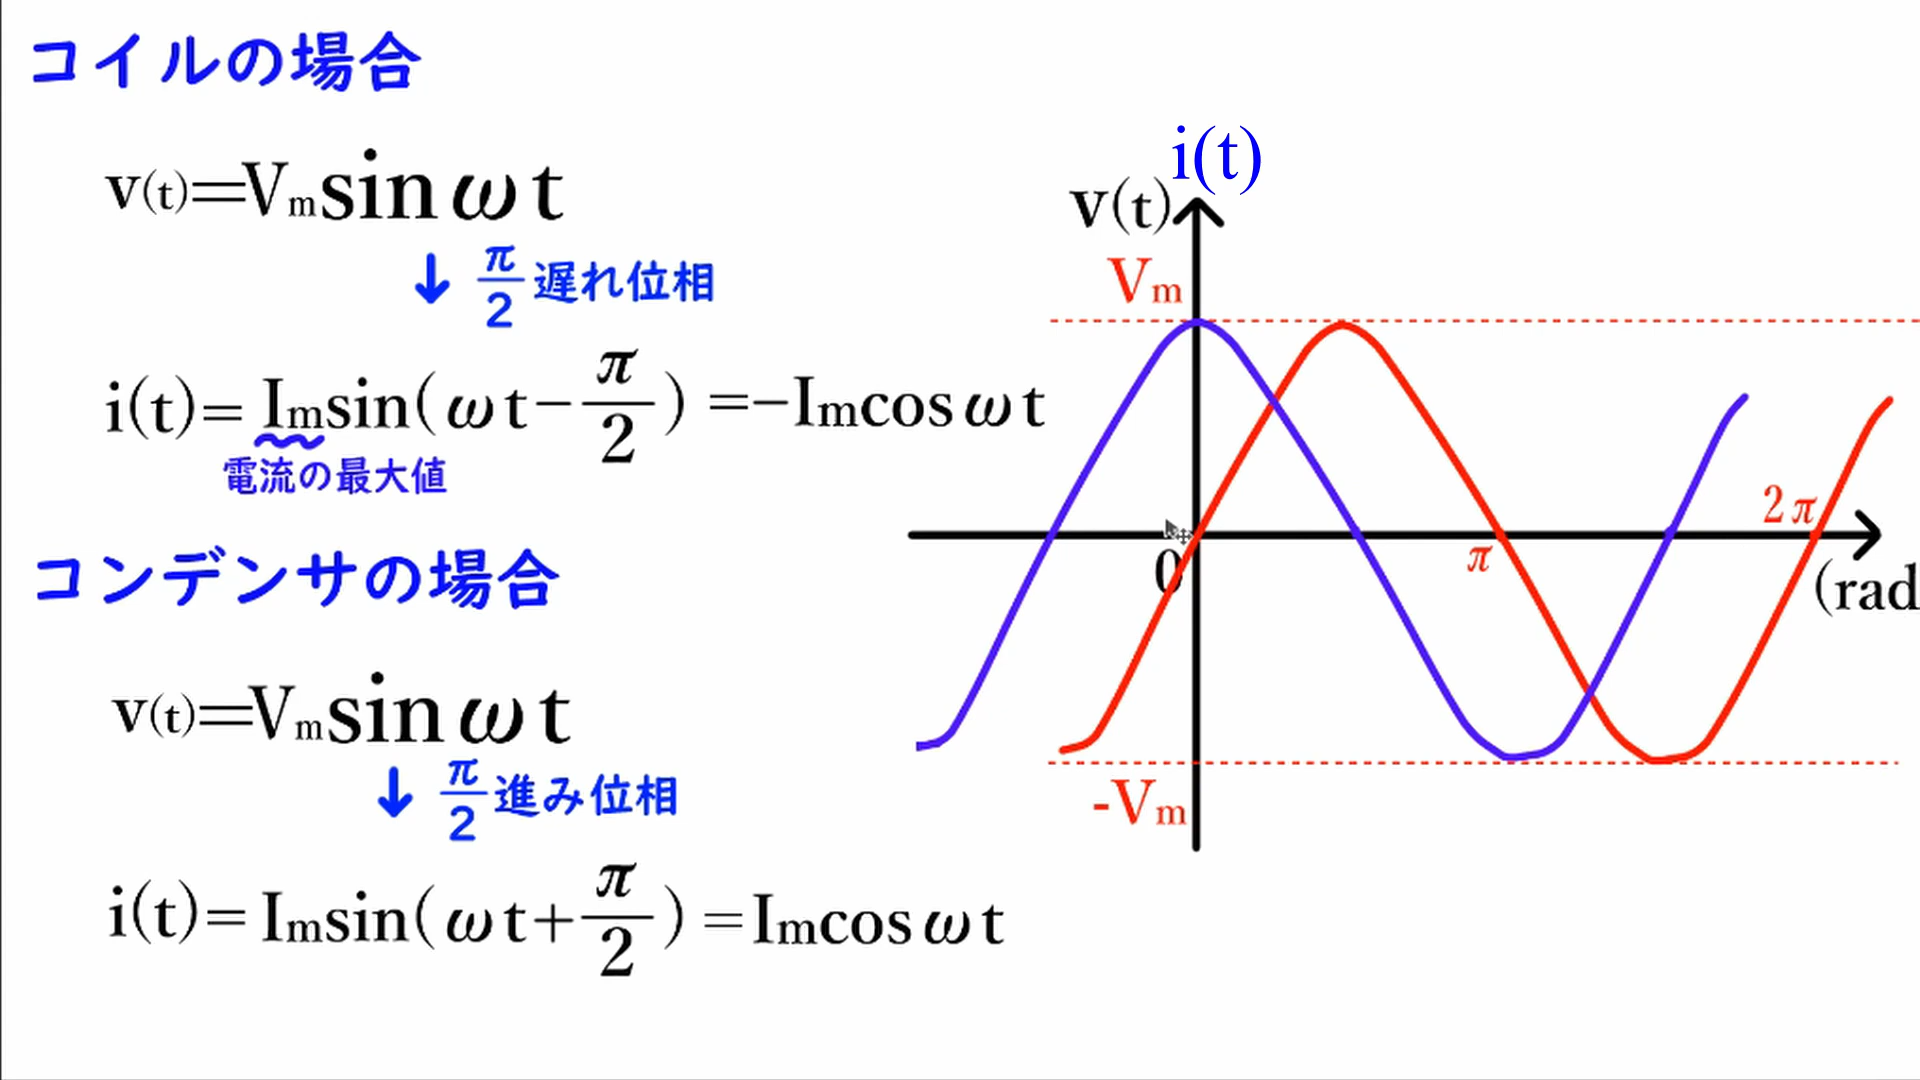 コイルの場合
v(t)=Vmsinωt
↓ π/2 遅れ位相
i(t)= Imsin(ωt−π/2) =−Imcosωt
電流の最大値
コンデンサの場合
v(t)=Vmsinωt
↓ π/2 進み位相
i(t)= Imsin(ωt+π/2) =Imcosωt
i(t)
v(t)
Vm
0
π
2π
(rad
-Vm